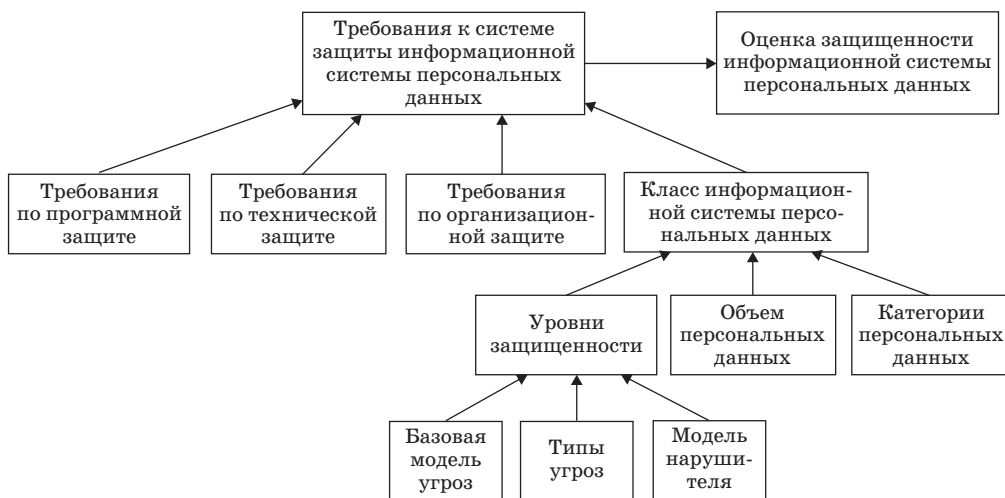 Требования к системе
защиты информационной
системы персональных
данных
Оценка защищенности
информационной системы
персональных данных
Требования
по программной
защите
Требования
по технической
защите
Требования
по организацион-
ной защите
Класс информацион-
ной системы персо-
нальных данных
Уровни
защищенности
Объем
персональных
данных
Категории
персональных
данных
Базовая
модель
угроз
Типы
угроз
Модель
наруши-
теля